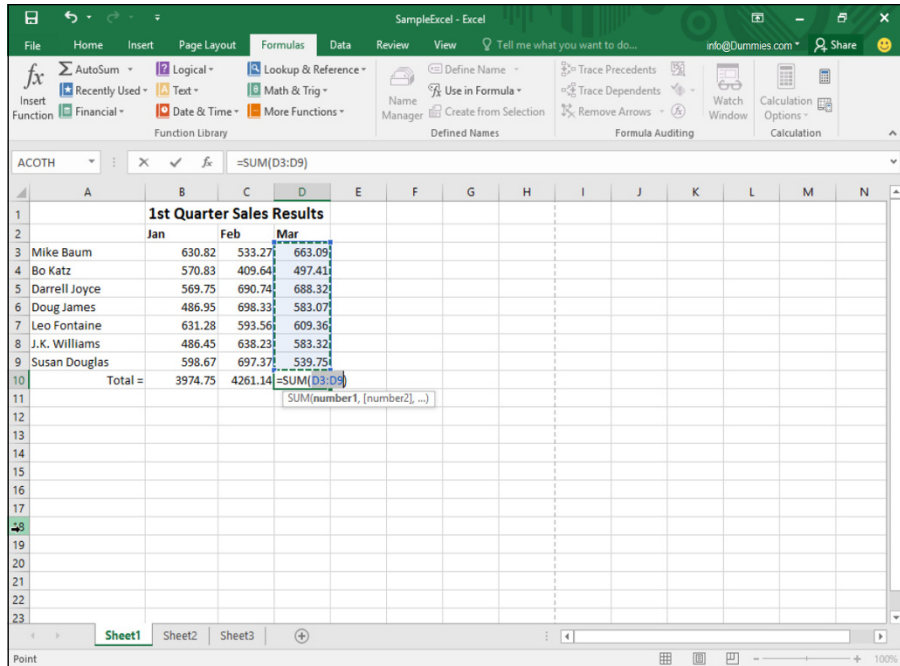 SampleExcel - Excel
File Home Insert Page Layout Formulas Data Review View Tell me what you want to do... info@Dummies.com Share
fx Insert Function
AutoSum
Recently Used
Financial
Logical
Text
Date & Time
Lookup & Reference
Math & Trig
More Functions
Function Library
Name Manager
Define Name
Use in Formula
Create from Selection
Defined Names
Trace Precedents
Trace Dependents
Remove Arrows
Formula Auditing
Watch Window
Calculation Options
Calculation
ACOTH fx =SUM(D3:D9)
A B C D E F G H I J K L M N
1 1st Quarter Sales Results
2 Jan Feb Mar
3 Mike Baum 630.82 533.27 663.09
4 Bo Katz 570.83 409.64 497.41
5 Darrell Joyce 569.75 690.74 688.32
6 Doug James 486.95 698.33 583.07
7 Leo Fontaine 631.28 593.56 609.36
8 J.K. Williams 486.45 638.23 583.32
9 Susan Douglas 598.67 697.37 539.75
10 Total = 3974.75 4261.14 =SUM(D3:D9)
11 SUM(number1, [number2], ...)
12
13
14
15
16
17
18
19
20
21
22
23
Sheet1 Sheet2 Sheet3
Point 100%